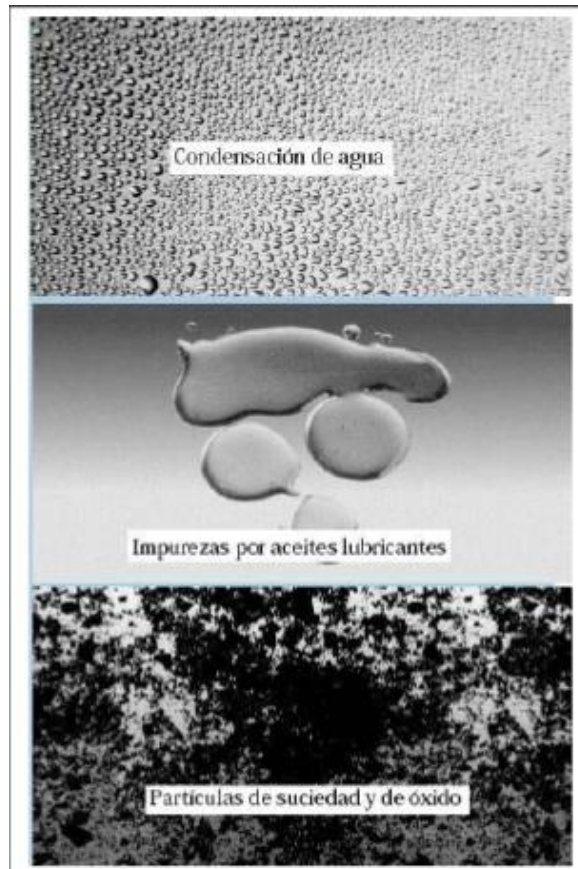 Condensación de agua
Impurezas por aceites lubricantes
Partículas de suciedad y de óxido